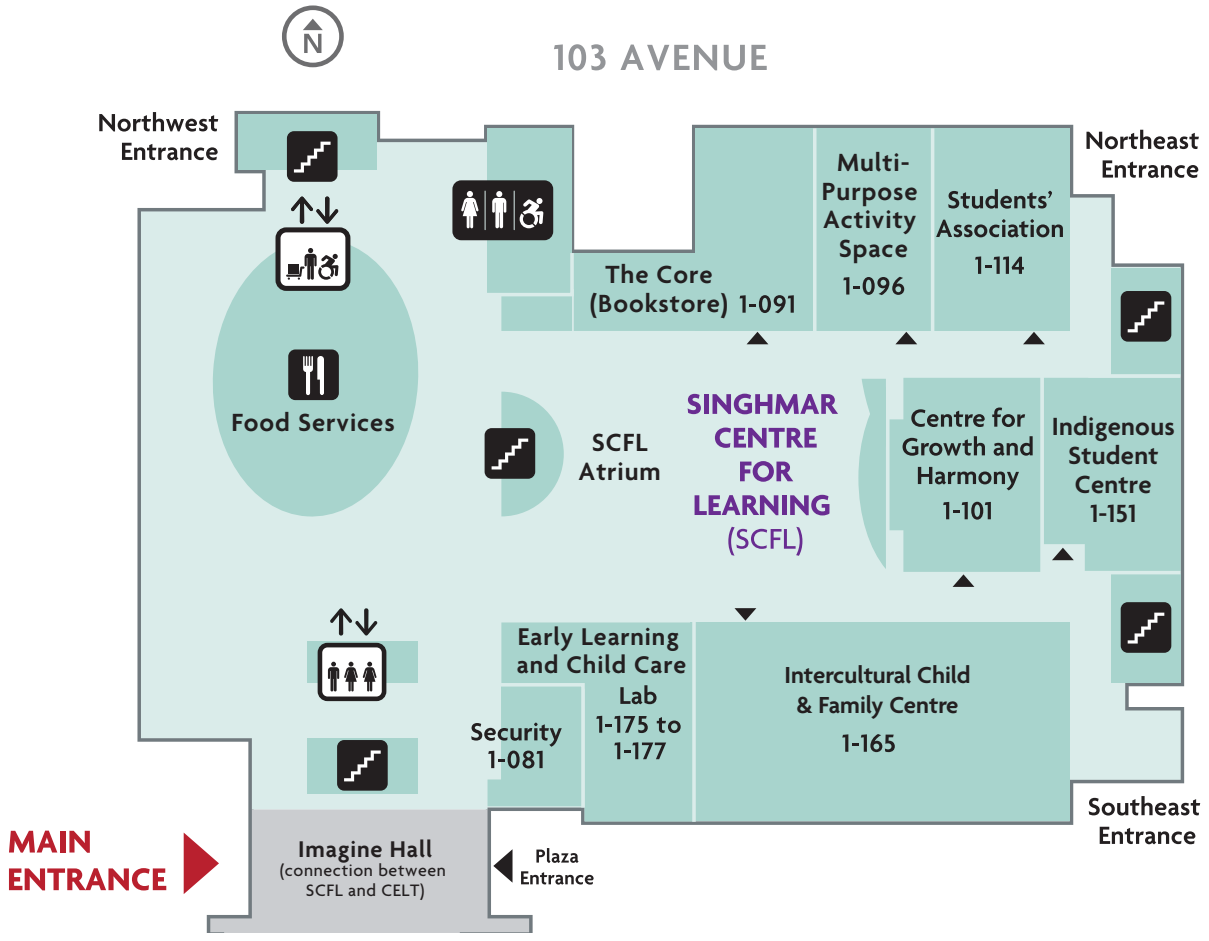 N
103 AVENUE
Northwest
Entrance
Northeast
Entrance
Multi-
Purpose
Activity
Space
1-096
Students’
Association
1-114
The Core
(Bookstore) 1-091
Food Services
SCFL
Atrium
SINGHMAR
CENTRE
FOR
LEARNING
(SCFL)
Centre for
Growth and
Harmony
1-101
Indigenous
Student
Centre
1-151
Early Learning
and Child Care
Lab
1-175 to
1-177
Security
1-081
Intercultural Child
& Family Centre
1-165
Southeast
Entrance
MAIN
ENTRANCE
Imagine Hall
(connection between
SCFL and CELT)
Plaza
Entrance